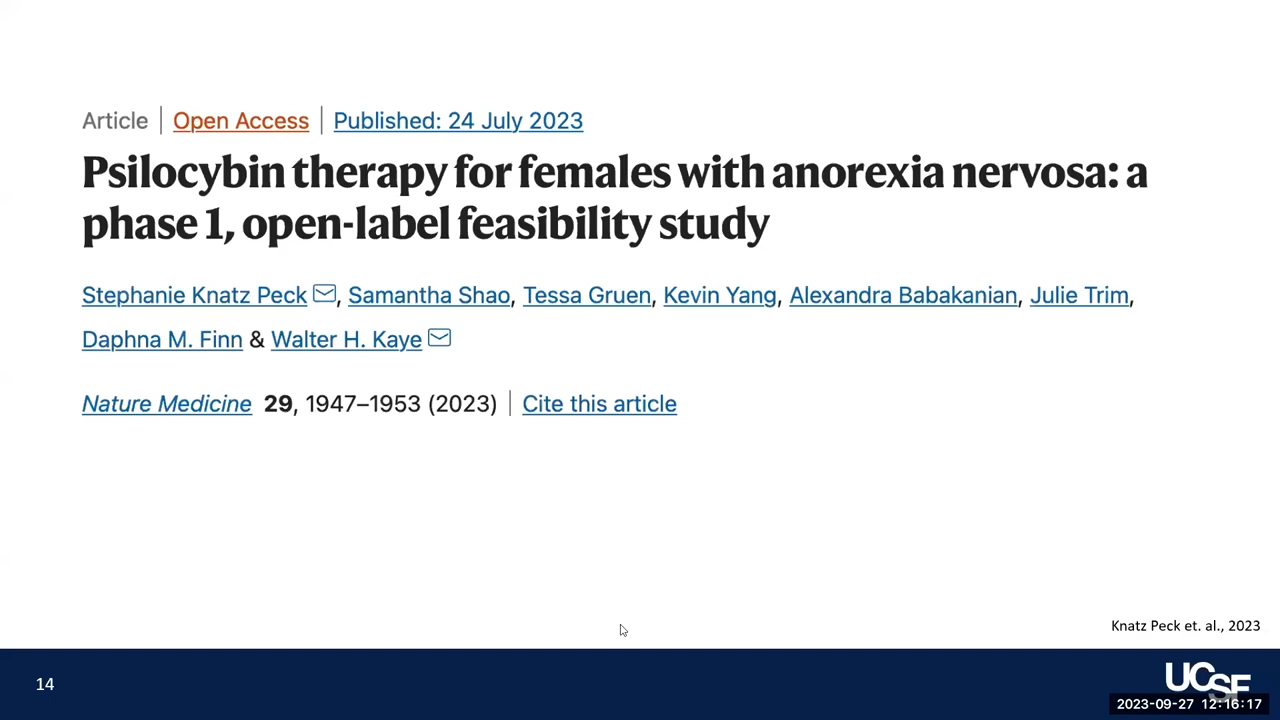 Article | Open Access | Published: 24 July 2023
Psilocybin therapy for females with anorexia nervosa: a
phase 1, open-label feasibility study
Stephanie Knatz Peck, Samantha Shao, Tessa Gruen, Kevin Yang, Alexandra Babakanian, Julie Trim,
Daphna M. Finn & Walter H. Kaye
Nature Medicine 29, 1947–1953 (2023) | Cite this article
Knatz Peck et. al., 2023
14
UCSF
2023-09-27 12:16:17